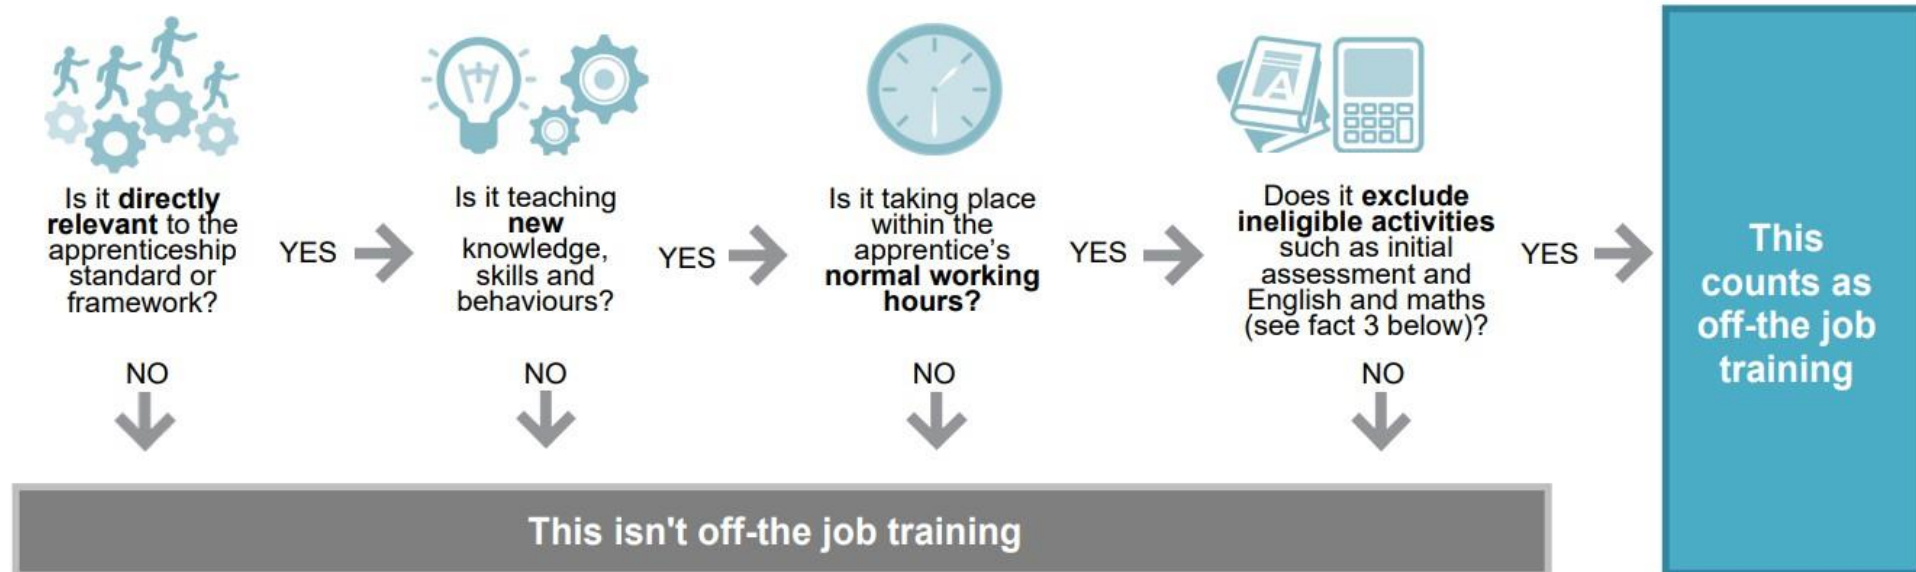 Is it directly
relevant to the
apprenticeship
standard or
framework?
YES
Is it teaching
new
knowledge,
skills and
behaviours?
YES
Is it taking place
within the
apprentice's
normal working
hours?
YES
Does it exclude
ineligible activities
such as initial
assessment and
English and maths
(see fact 3 below)?
YES
This
counts as
off-the job
training
NO
NO
NO
NO
This isn't off-the job training
A